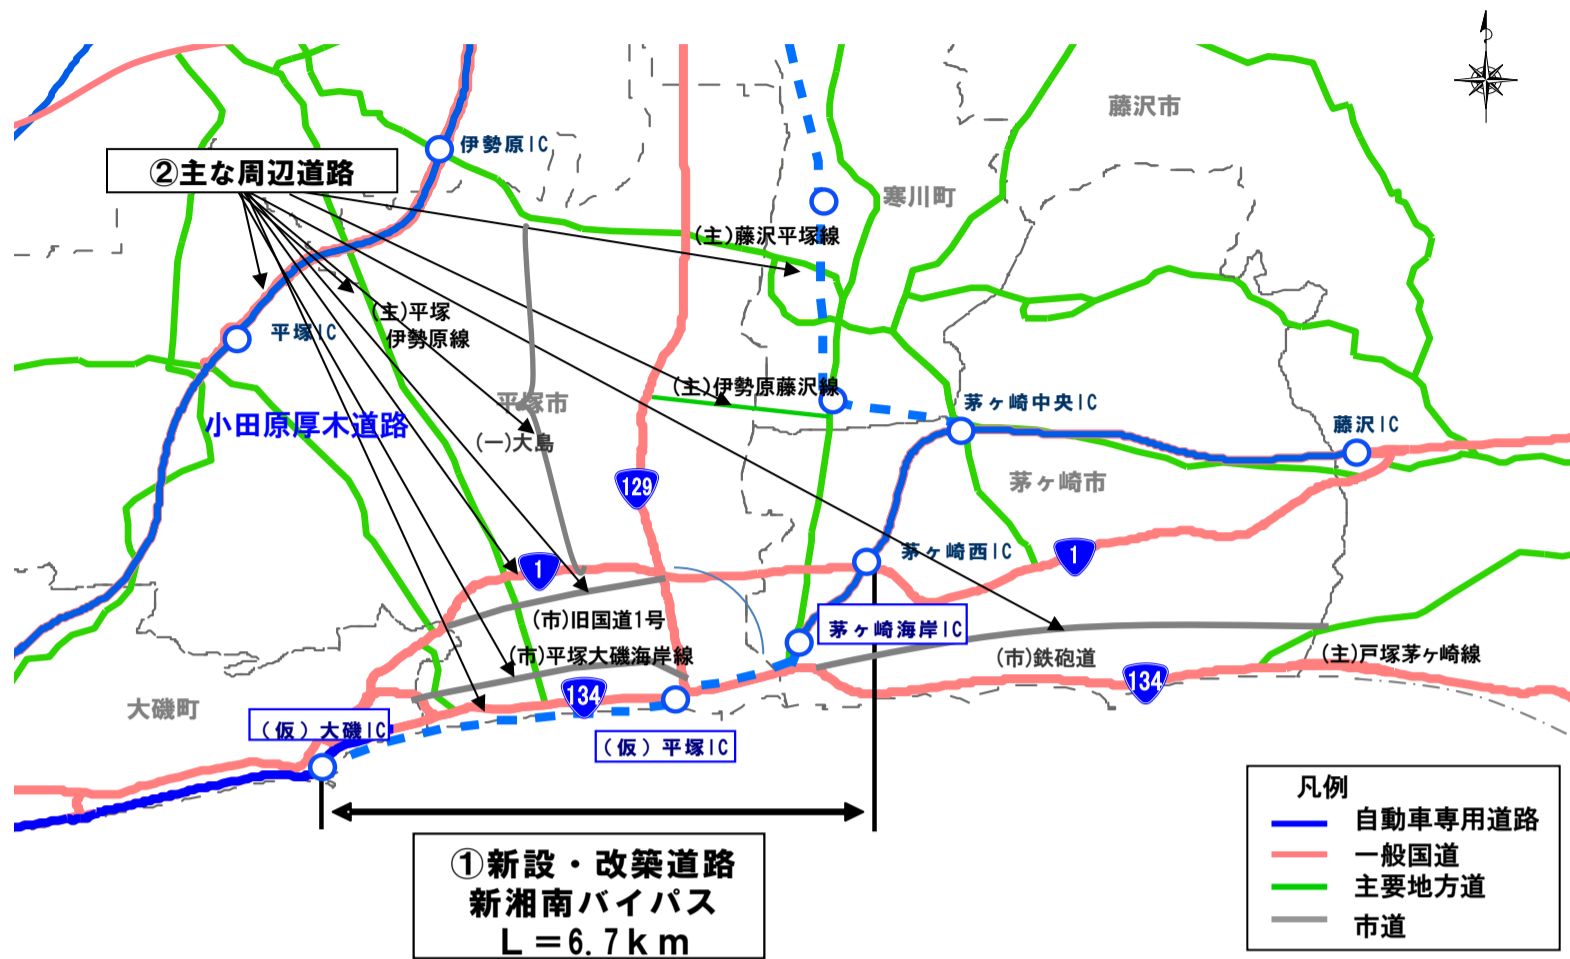 藤沢市
伊勢原IC
②主な周辺道路
寒川町
(主)藤沢平塚線
(主)平塚
伊勢原線
平塚IC
(主)伊勢原藤沢線
平塚市
茅ヶ崎中央IC
小田原厚木道路
藤沢IC
(一)大島
茅ヶ崎市
129
茅ヶ崎西IC
1
1
(市)旧国道1号
茅ヶ崎海岸IC
(市)平塚大磯海岸線
(市)鉄砲道
(主)戸塚茅ヶ崎線
134
134
大磯町
(仮)大磯IC
(仮)平塚IC
凡例
自動車専用道路
一般国道
主要地方道
市道
①新設・改築道路
新湘南バイパス
L=6.7km